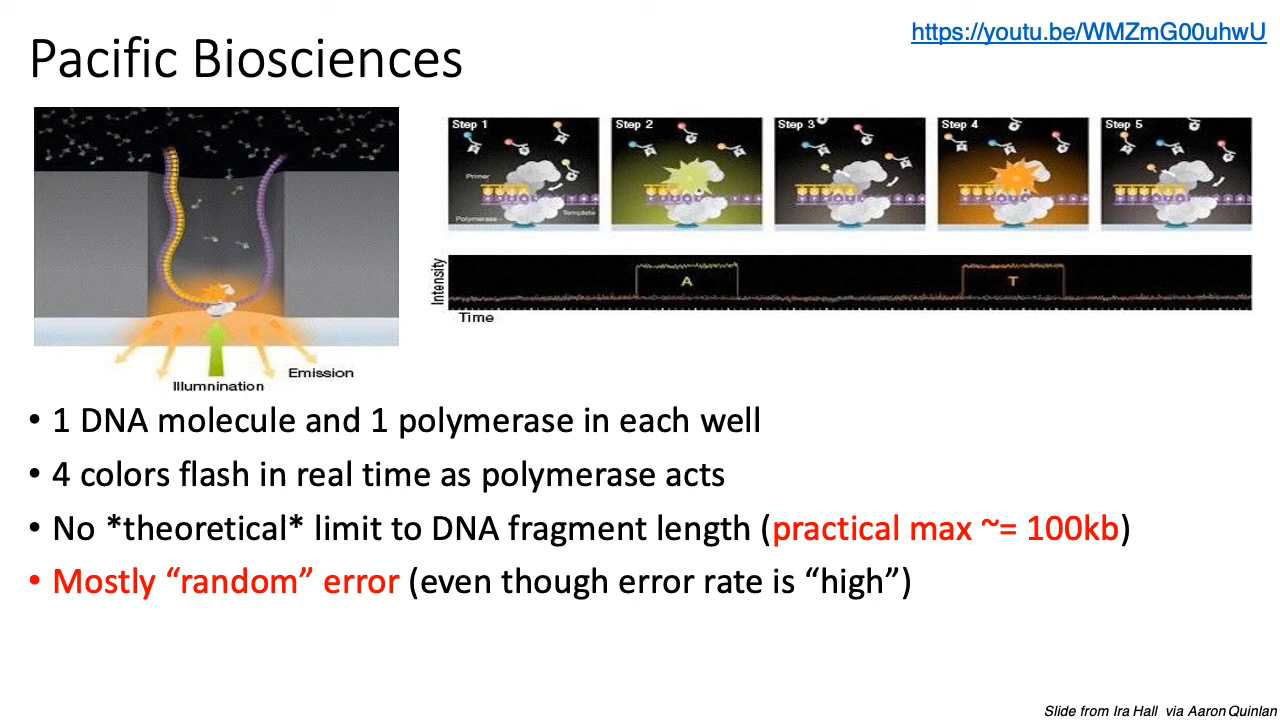 https://youtu.be/WMZmG00uhwU
Pacific Biosciences
Step 1
Step 2
Step 3
Step 4
Step 5
Primer
Template
Polymerase
Intensity
A
T
Time
Emission
Illumnination
• 1 DNA molecule and 1 polymerase in each well
• 4 colors flash in real time as polymerase acts
• No *theoretical* limit to DNA fragment length (practical max ~= 100kb)
• Mostly “random” error (even though error rate is “high”)
Slide from Ira Hall via Aaron Quinlan